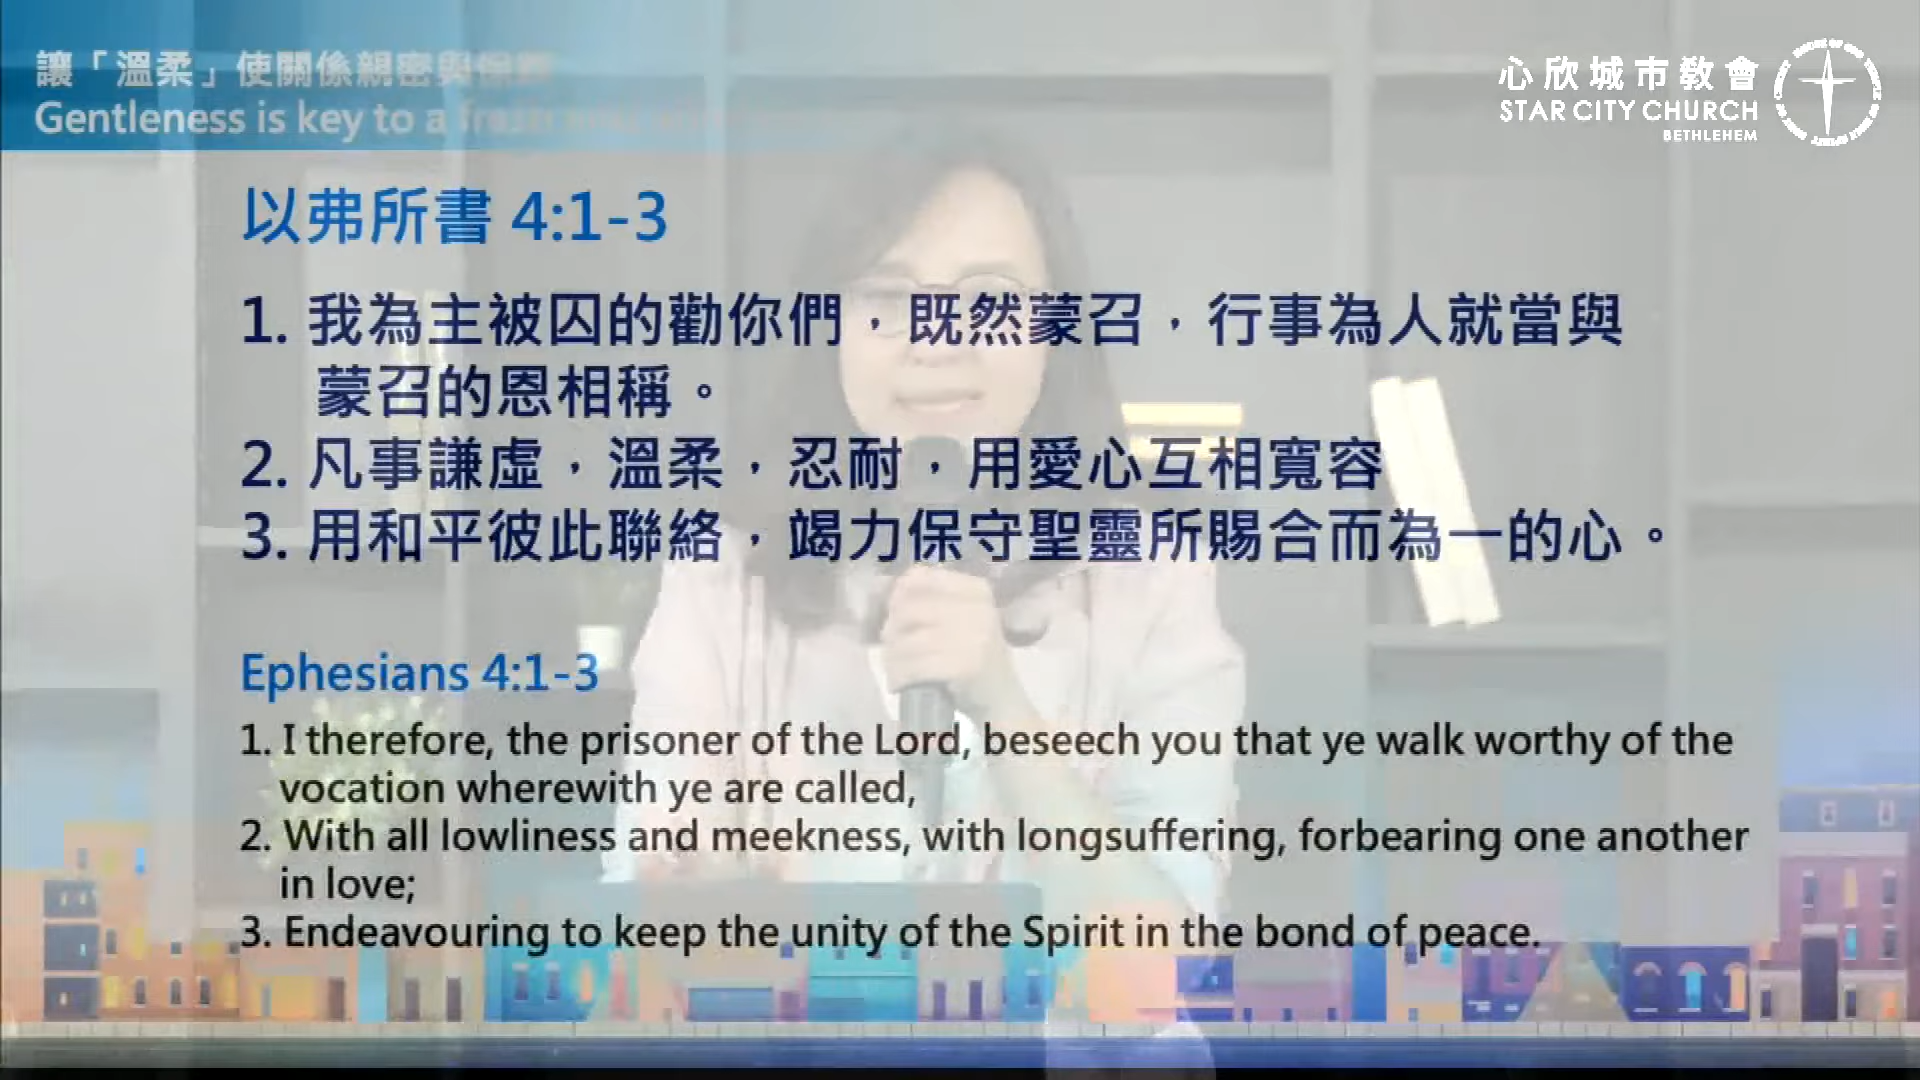 讓「溫柔」使關係親密與保鮮
Gentleness is key to a fresh and
心欣城市教會
STAR CITY CHURCH
BETHLEHEM
以弗所書 4:1-3
1. 我為主被囚的勸你們，既然蒙召，行事為人就當與
蒙召的恩相稱。
2. 凡事謙虛，溫柔，忍耐，用愛心互相寬容
3. 用和平彼此聯絡，竭力保守聖靈所賜合而為一的心。
Ephesians 4:1-3
1. I therefore, the prisoner of the Lord, beseech you that ye walk worthy of the
vocation wherewith ye are called,
2. With all lowliness and meekness, with longsuffering, forbearing one another
in love;
3. Endeavouring to keep the unity of the Spirit in the bond of peace.